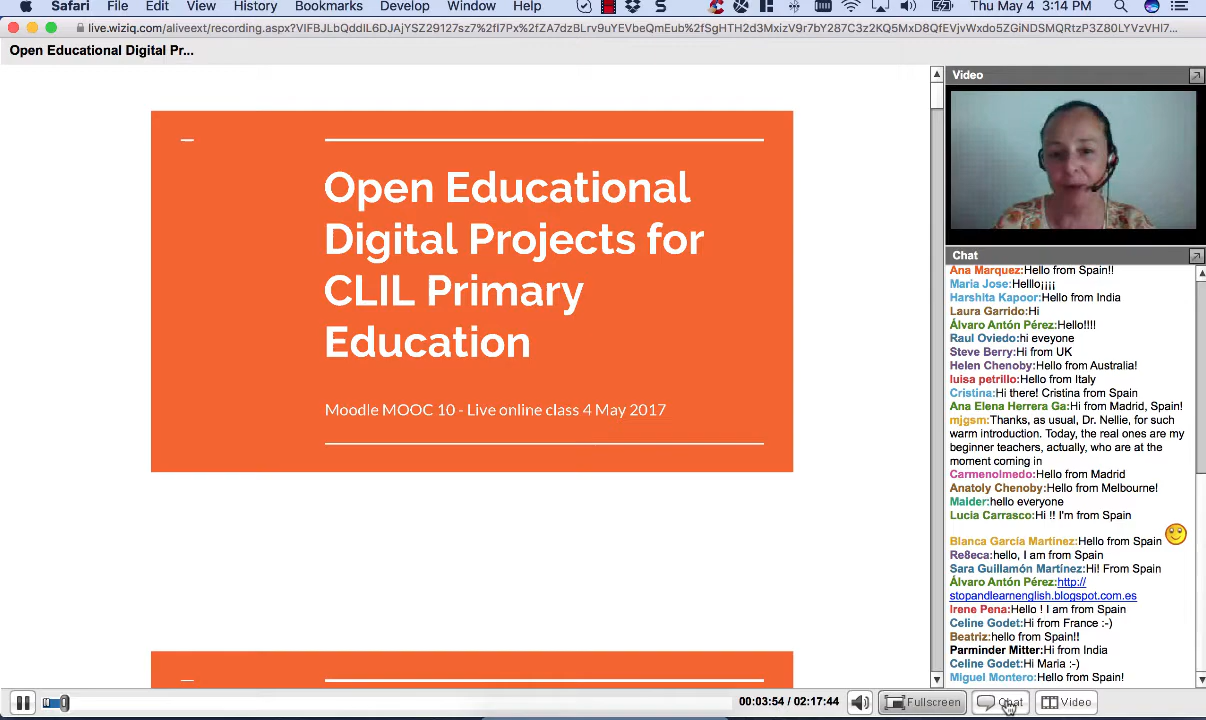 Safari File Edit View History Bookmarks Develop Window Help Thu May 4 3:14 PM
Open Educational Digital Pr...
Video
Open Educational
Digital Projects for
CLIL Primary
Education
Moodle MOOC 10 - Live online class 4 May 2017
Chat
Ana Marquez:Hello from Spain!!
Maria Jose:Helllo¡¡¡¡
Harshita Kapoor:Hello from India
Laura Garrido:Hi
Álvaro Antón Pérez:Hello!!!!
Raul Oviedo:hi eveyone
Steve Berry:Hi from UK
Helen Chenoby:Hello from Australia!
luisa petrillo:Hello from Italy
Cristina:Hi there! Cristina from Spain
Ana Elena Herrera Ga:Hi from Madrid, Spain!
mjgsm:Thanks, as usual, Dr. Nellie, for such
warm introduction. Today, the real ones are my
beginner teachers, actually, who are at the
moment coming in
Carmenolmedo:Hello from Madrid
Anatoly Chenoby:Hello from Melbourne!
Maider:hello everyone
Lucia Carrasco:Hi !! I'm from Spain
Blanca García Martínez:Hello from Spain
Re8eca:hello, I am from Spain
Sara Guillamón Martínez:Hi! From Spain
Álvaro Antón Pérez:http://
stopandlearnenglish.blogspot.com.es
Irene Pena:Hello ! I am from Spain
Celine Godet:Hi from France :-)
Beatriz:hello from Spain!!
Parminder Mitter:Hi from India
Celine Godet:Hi Maria :-)
Miguel Montero:Hello from Spain!
00:03:54 / 02:17:44 Fullscreen Chat Video